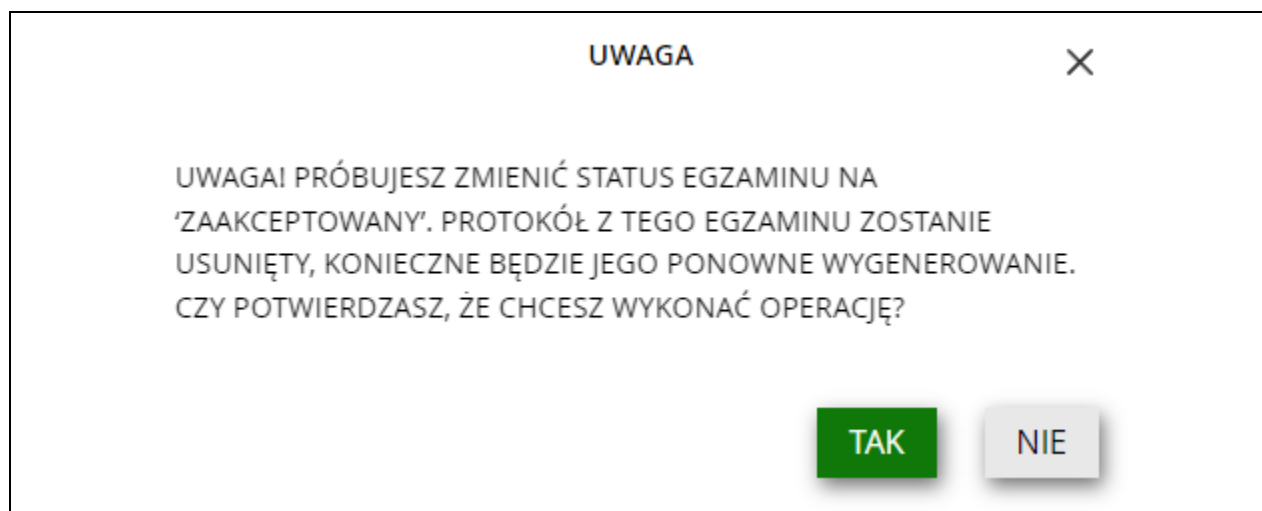 UWAGA
UWAGA! PRÓBUJESZ ZMIENIĆ STATUS EGZAMINU NA
‘ZAAKCEPTOWANY’. PROTOKÓŁ Z TEGO EGZAMINU ZOSTANIE
USUNIĘTY, KONIECZNE BĘDZIE JEGO PONOWNE WYGENEROWANIE.
CZY POTWIERDZASZ, ŻE CHCESZ WYKONAĆ OPERACJĘ?
TAK NIE